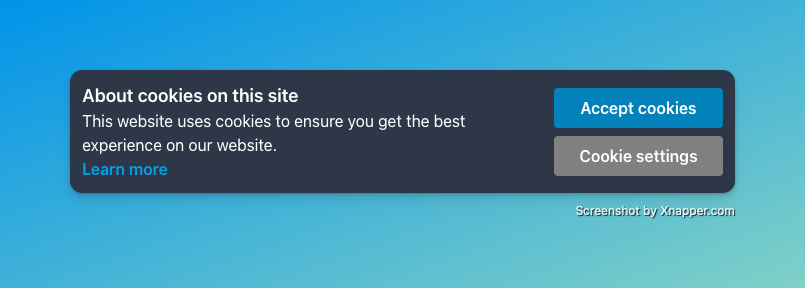 About cookies on this site
This website uses cookies to ensure you get the best
experience on our website.
Learn more
Accept cookies
Cookie settings
Screenshot by Xnapper.com